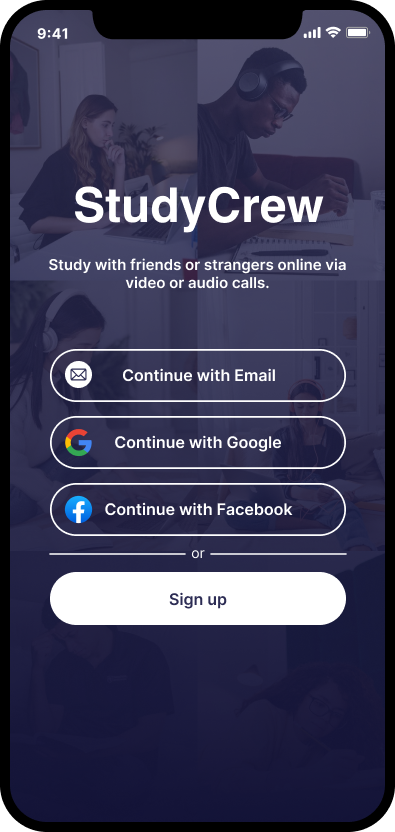 9:41
StudyCrew
Study with friends or strangers online via
video or audio calls.
Continue with Email
Continue with Google
Continue with Facebook
or
Sign up